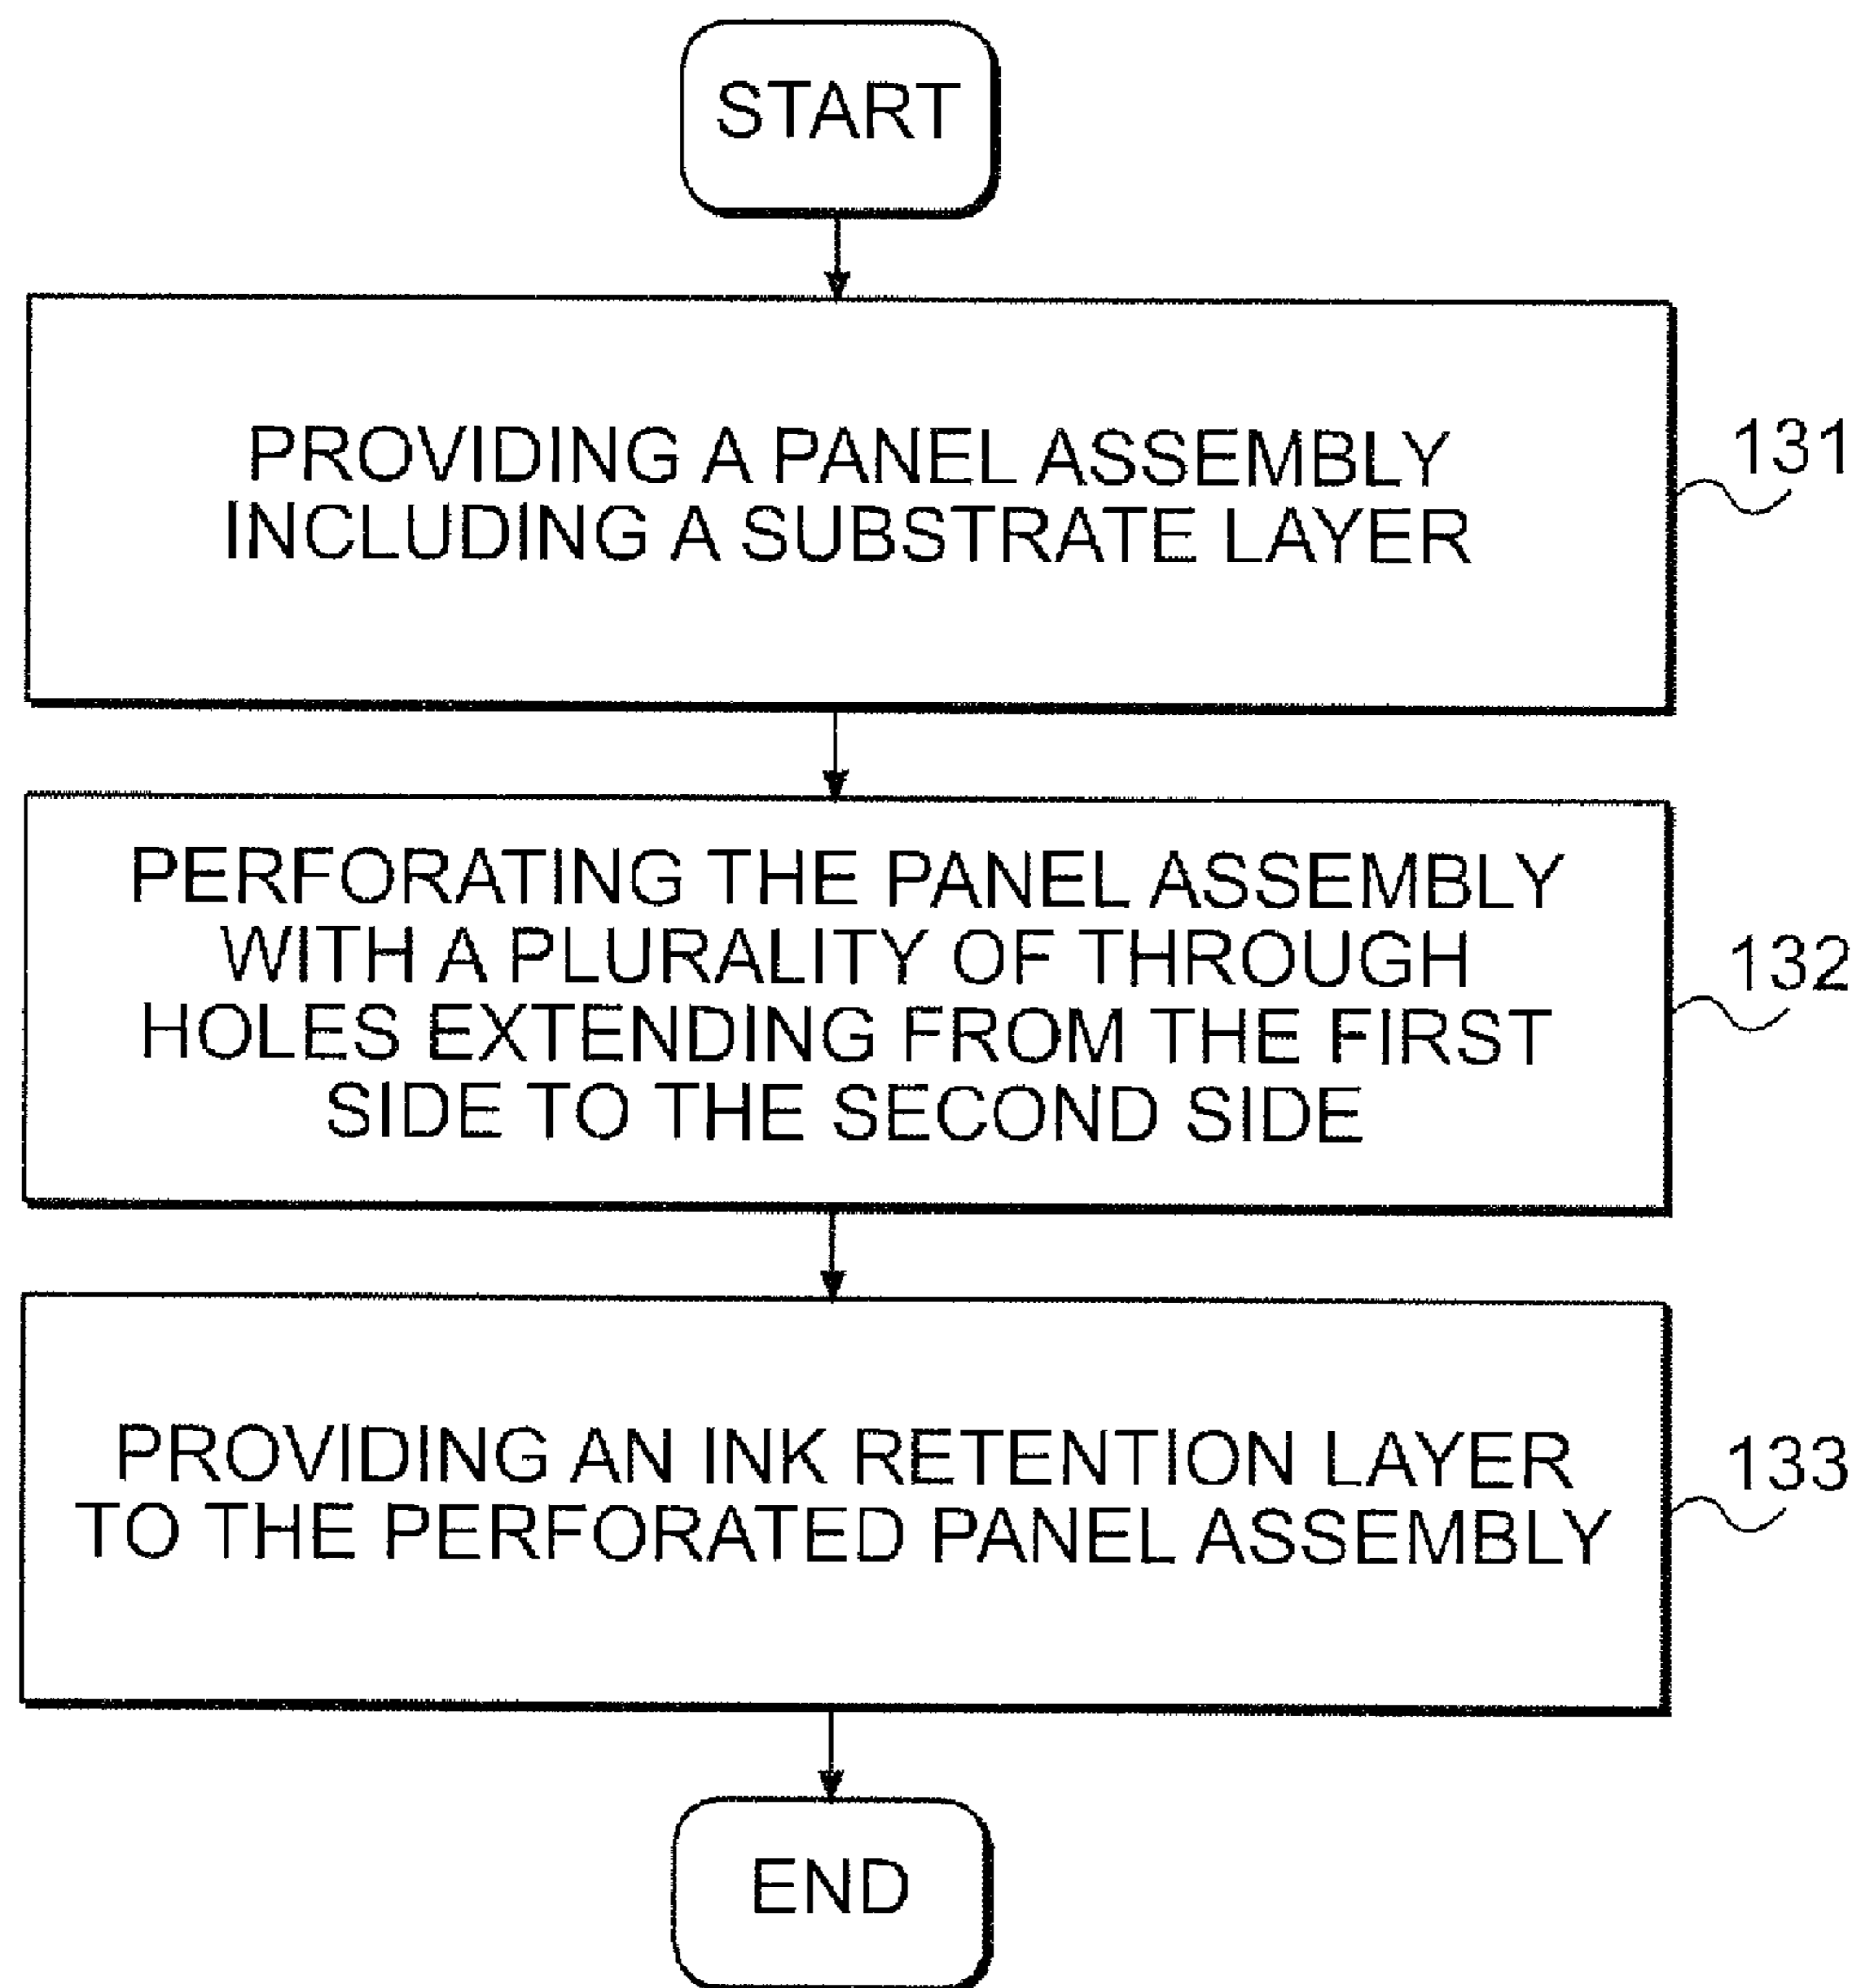 START
PROVIDING A PANEL ASSEMBLY
INCLUDING A SUBSTRATE LAYER
131
PERFORATING THE PANEL ASSEMBLY
WITH A PLURALITY OF THROUGH
HOLES EXTENDING FROM THE FIRST
SIDE TO THE SECOND SIDE
132
PROVIDING AN INK RETENTION LAYER
TO THE PERFORATED PANEL ASSEMBLY
133
END